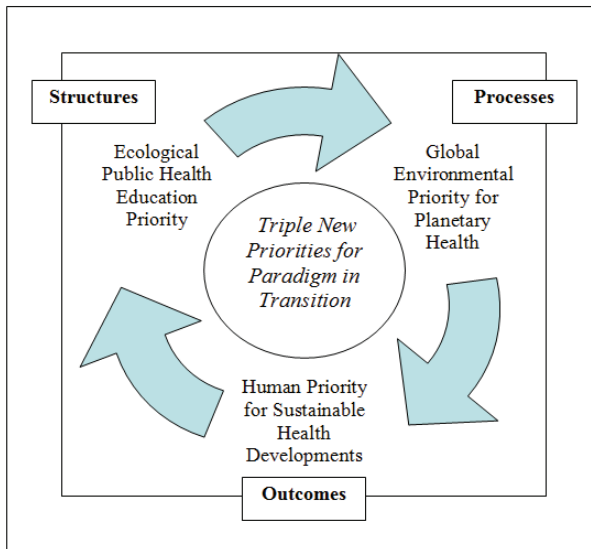 Structures
Processes
Ecological
Public Health
Education
Priority
Global
Environmental
Priority for
Planetary
Health
Triple New
Priorities for
Paradigm in
Transition
Human Priority
for Sustainable
Health
Developments
Outcomes